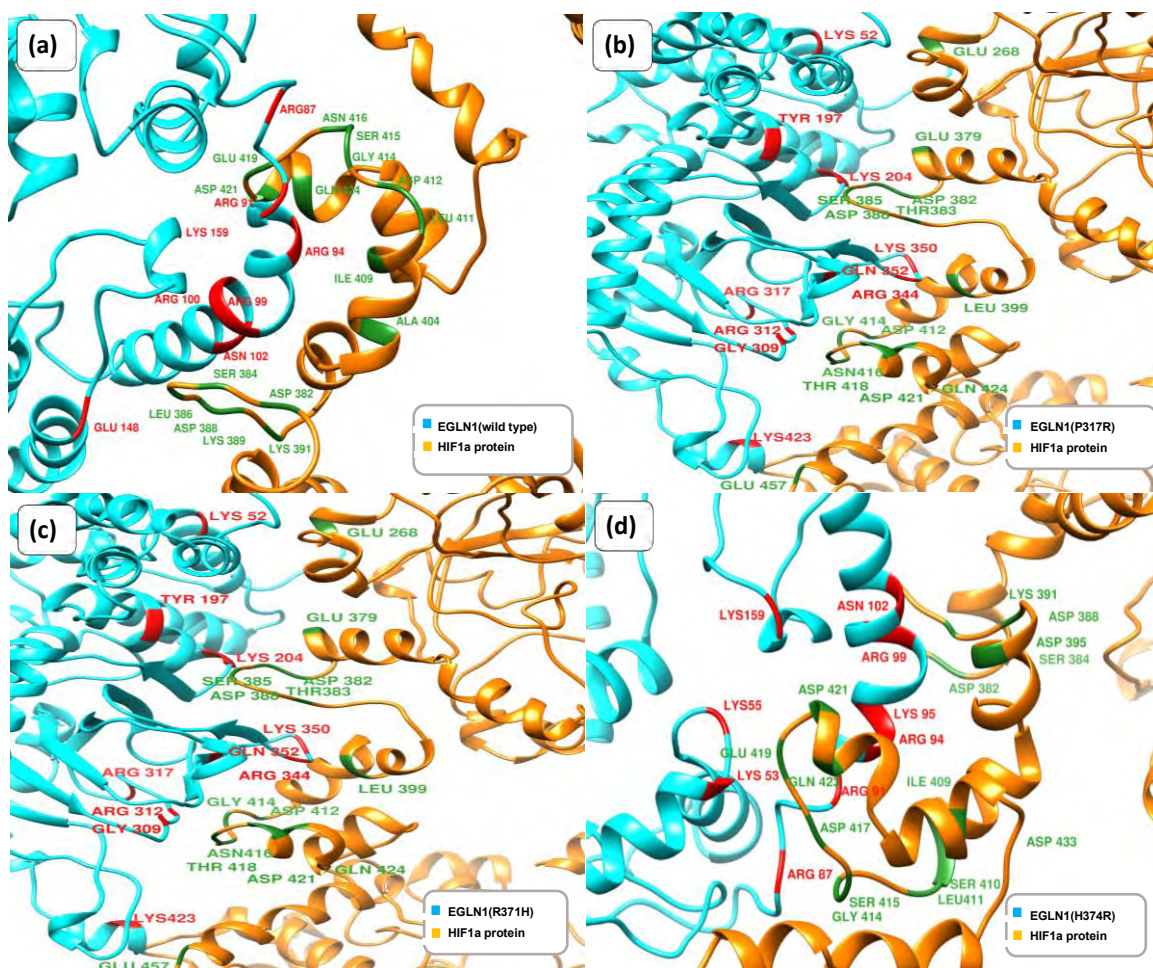 (a)
ARG87
ASN 416
SER 415
GLU 419
GLY 414
ASP 421
ASP 412
ARG 91
LEU 411
LYS 159
ARG 94
ILE 409
ARG 100
ARG 99
ALA 404
ASN 102
SER 384
ASP 382
LEU 386
ASP 388
GLU 148
LYS 389
LYS 391
EGLN1(wild type)
HIF1a protein
(b)
LYS 52
GLU 268
TYR 197
GLU 379
LYS 204
SER 385
ASP 382
THR383
LYS 350
GLN 352
ARG 317
ARG 344
LEU 399
ARG 312
GLY 414
ASP 412
GLY 309
ASN416
THR 418
GLN 424
ASP 421
LYS423
GLU 457
EGLN1(P317R)
HIF1a protein
(c)
LYS 52
GLU 268
TYR 197
GLU 379
LYS 204
SER 385
ASP 382
THR383
LYS 350
GLN 352
ARG 317
ARG 344
LEU 399
ARG 312
GLY 414
ASP 412
GLY 309
ASN416
THR 418
GLN 424
ASP 421
LYS423
GLU 457
EGLN1(R371H)
HIF1a protein
(d)
LYS 391
LYS159
ASN 102
ASP 388
ASP 395
ARG 99
SER 384
ASP 382
ASP 421
LYS55
LYS 95
GLU 419
ARG 94
LYS 53
GLN 423
ILE 409
ARG 91
ASP 417
ASP 433
ARG 87
SER 410
SER 415
LEU411
GLY 414
EGLN1(H374R)
HIF1a protein